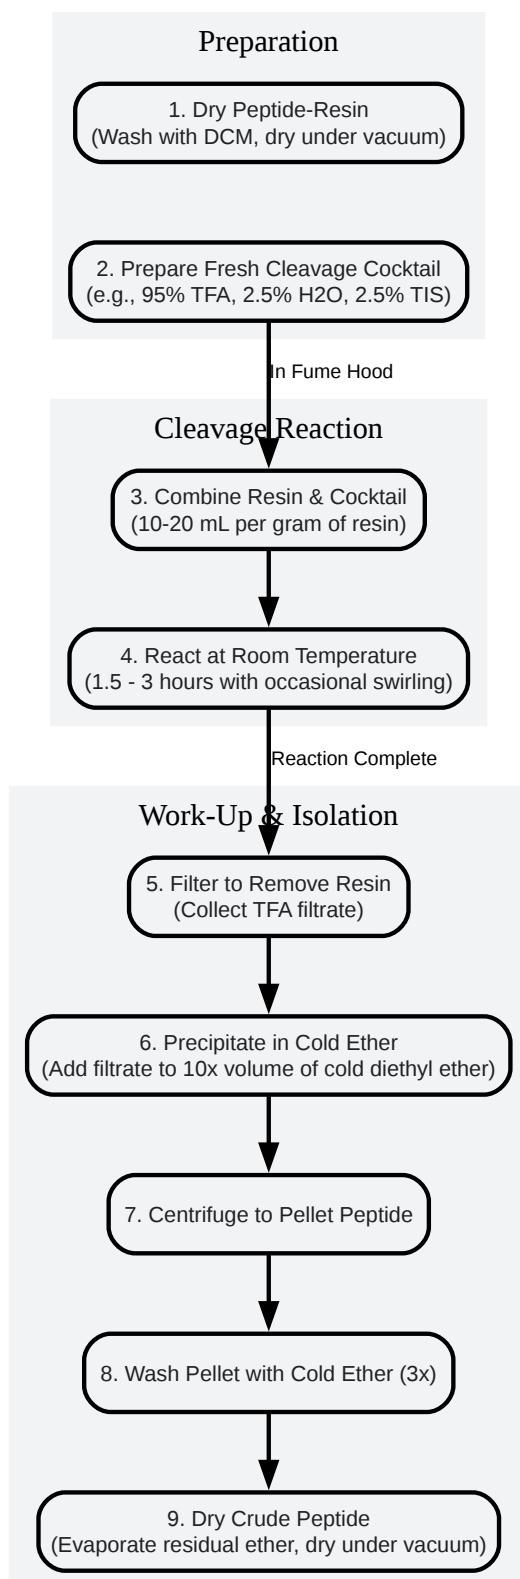 Preparation
1. Dry Peptide-Resin
(Wash with DCM, dry under vacuum)
2. Prepare Fresh Cleavage Cocktail
(e.g., 95% TFA, 2.5% H2O, 2.5% TIS)
In Fume Hood
Cleavage Reaction
3. Combine Resin & Cocktail
(10-20 mL per gram of resin)
4. React at Room Temperature
(1.5 - 3 hours with occasional swirling)
Reaction Complete
Work-Up & Isolation
5. Filter to Remove Resin
(Collect TFA filtrate)
6. Precipitate in Cold Ether
(Add filtrate to 10x volume of cold diethyl ether)
7. Centrifuge to Pellet Peptide
8. Wash Pellet with Cold Ether (3x)
9. Dry Crude Peptide
(Evaporate residual ether, dry under vacuum)